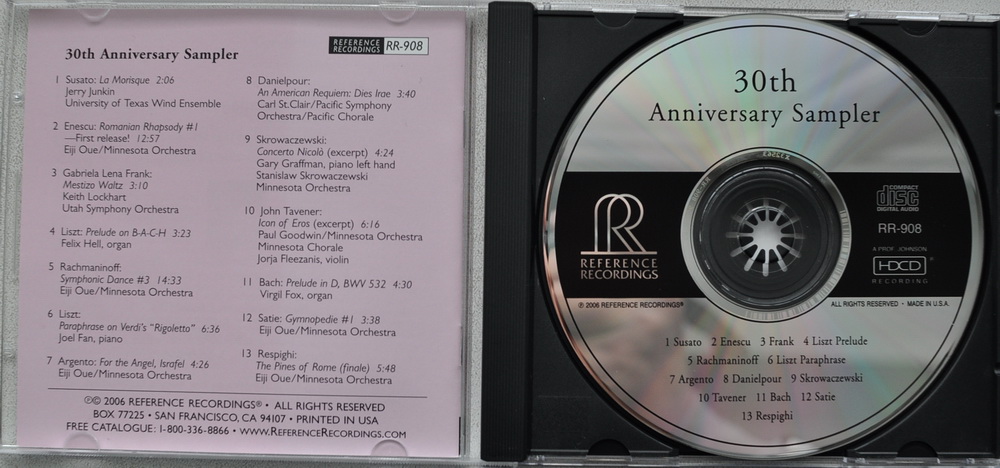 30th Anniversary Sampler
REFERENCE RECORDINGS RR-908
1 Susato: La Morisque 2:06
Jerry Junkin
University of Texas Wind Ensemble
2 Enescu: Romanian Rhapsody #1
—First release! 12:57
Eiji Oue/Minnesota Orchestra
3 Gabriela Lena Frank:
Mestizo Waltz 3:10
Keith Lockhart
Utah Symphony Orchestra
4 Liszt: Prelude on B-A-C-H 3:23
Felix Hell, organ
5 Rachmaninoff:
Symphonic Dance #3 14:33
Eiji Oue/Minnesota Orchestra
6 Liszt:
Paraphrase on Verdi's "Rigoletto" 6:36
Joel Fan, piano
7 Argento: For the Angel, Israfel 4:26
Eiji Oue/Minnesota Orchestra
8 Danielpour:
An American Requiem: Dies Irae 3:40
Carl St.Clair/Pacific Symphony
Orchestra/Pacific Chorale
9 Skrowaczewski:
Concerto Nicolò (excerpt) 4:24
Gary Graffman, piano left hand
Stanislaw Skrowaczewski
Minnesota Orchestra
10 John Tavener:
Icon of Eros (excerpt) 6:16
Paul Goodwin/Minnesota Orchestra
Minnesota Chorale
Jorja Fleezanis, violin
11 Bach: Prelude in D, BWV 532 4:30
Virgil Fox, organ
12 Satie: Gymnopedie #1 3:38
Eiji Oue/Minnesota Orchestra
13 Respighi:
The Pines of Rome (finale) 5:48
Eiji Oue/Minnesota Orchestra
℗© 2006 REFERENCE RECORDINGS® • ALL RIGHTS RESERVED
BOX 77225 • SAN FRANCISCO, CA 94107 • PRINTED IN USA
FREE CATALOGUE: 1-800-336-8866 • WWW.REFERENCERECORDINGS.COM
30th
Anniversary Sampler
RR
REFERENCE
RECORDINGS
COMPACT
disc
DIGITAL AUDIO
RR-908
A PROF. JOHNSON
HDCD®
RECORDING
℗ 2006 REFERENCE RECORDINGS®
ALL RIGHTS RESERVED • MADE IN U.S.A.
1 Susato 2 Enescu 3 Frank 4 Liszt Prelude
5 Rachmaninoff 6 Liszt Paraphrase
7 Argento 8 Danielpour 9 Skrowaczewski
10 Tavener 11 Bach 12 Satie
13 Respighi